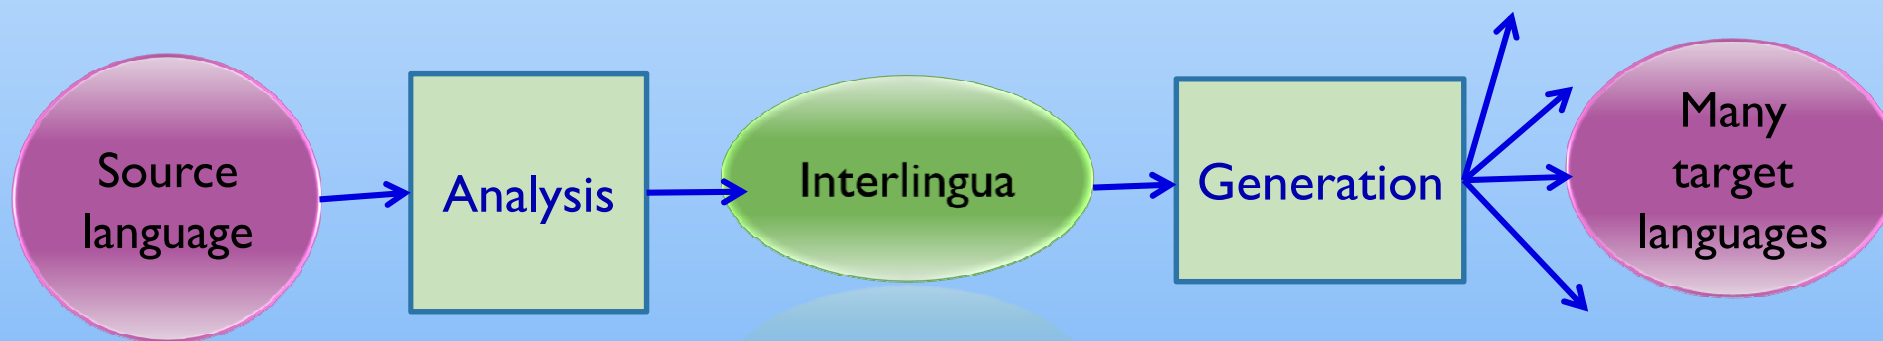 Source
language
Analysis
Interlingua
Generation
Many
target
languages